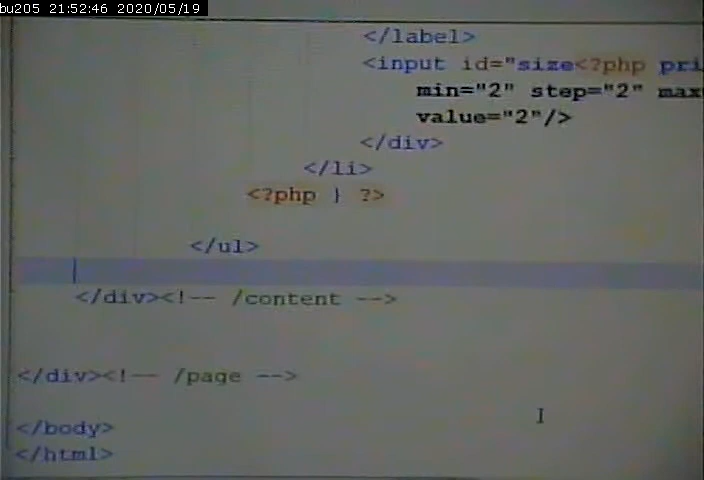 bu205 21:52:46 2020/05/19
</label>
<input id="size<?php pri
min="2" step="2" max
value="2"/>
</div>
</li>
<?php } ?>
</ul>
</div><!-- /content -->
</div><!-- /page -->
</body>
</html>